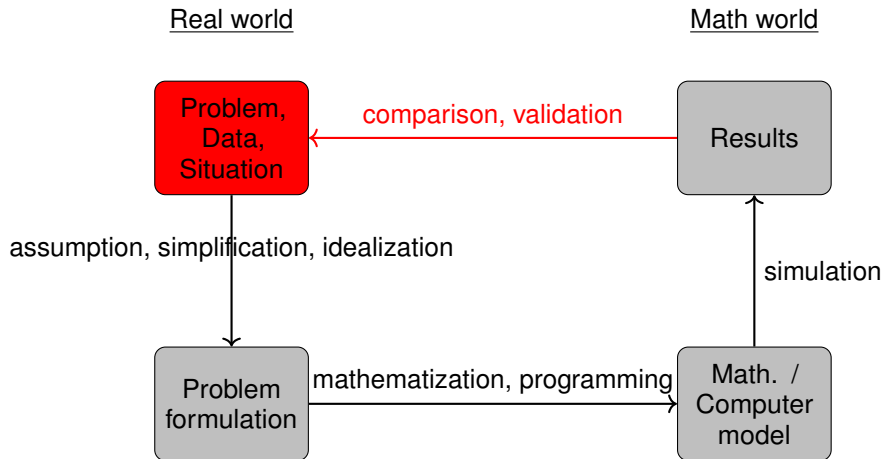 Real world
Math world
Problem,
Data,
Situation
comparison, validation
Results
assumption, simplification, idealization
simulation
Problem
formulation
mathematization, programming
Math. /
Computer
model